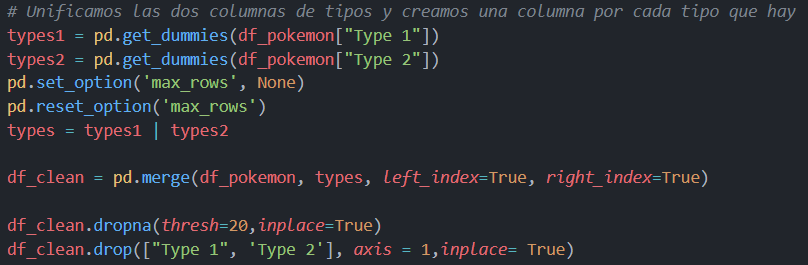 # Unificamos las dos columnas de tipos y creamos una columna por cada tipo que hay
types1 = pd.get_dummies(df_pokemon["Type 1"])
types2 = pd.get_dummies(df_pokemon["Type 2"])
pd.set_option('max_rows', None)
pd.reset_option('max_rows')
types = types1 | types2
df_clean = pd.merge(df_pokemon, types, left_index=True, right_index=True)
df_clean.dropna(thresh=20,inplace=True)
df_clean.drop(["Type 1", 'Type 2'], axis = 1,inplace= True)